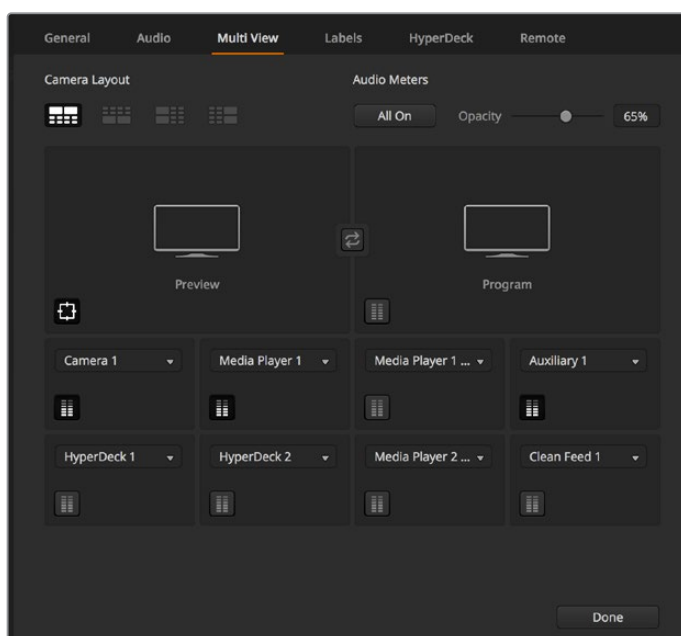 General Audio Multi View Labels HyperDeck Remote
Camera Layout Audio Meters
All On Opacity 65%
Preview Program
Camera 1 Media Player 1 Media Player 1 ... Auxiliary 1
HyperDeck 1 HyperDeck 2 Media Player 2 ... Clean Feed 1
Done